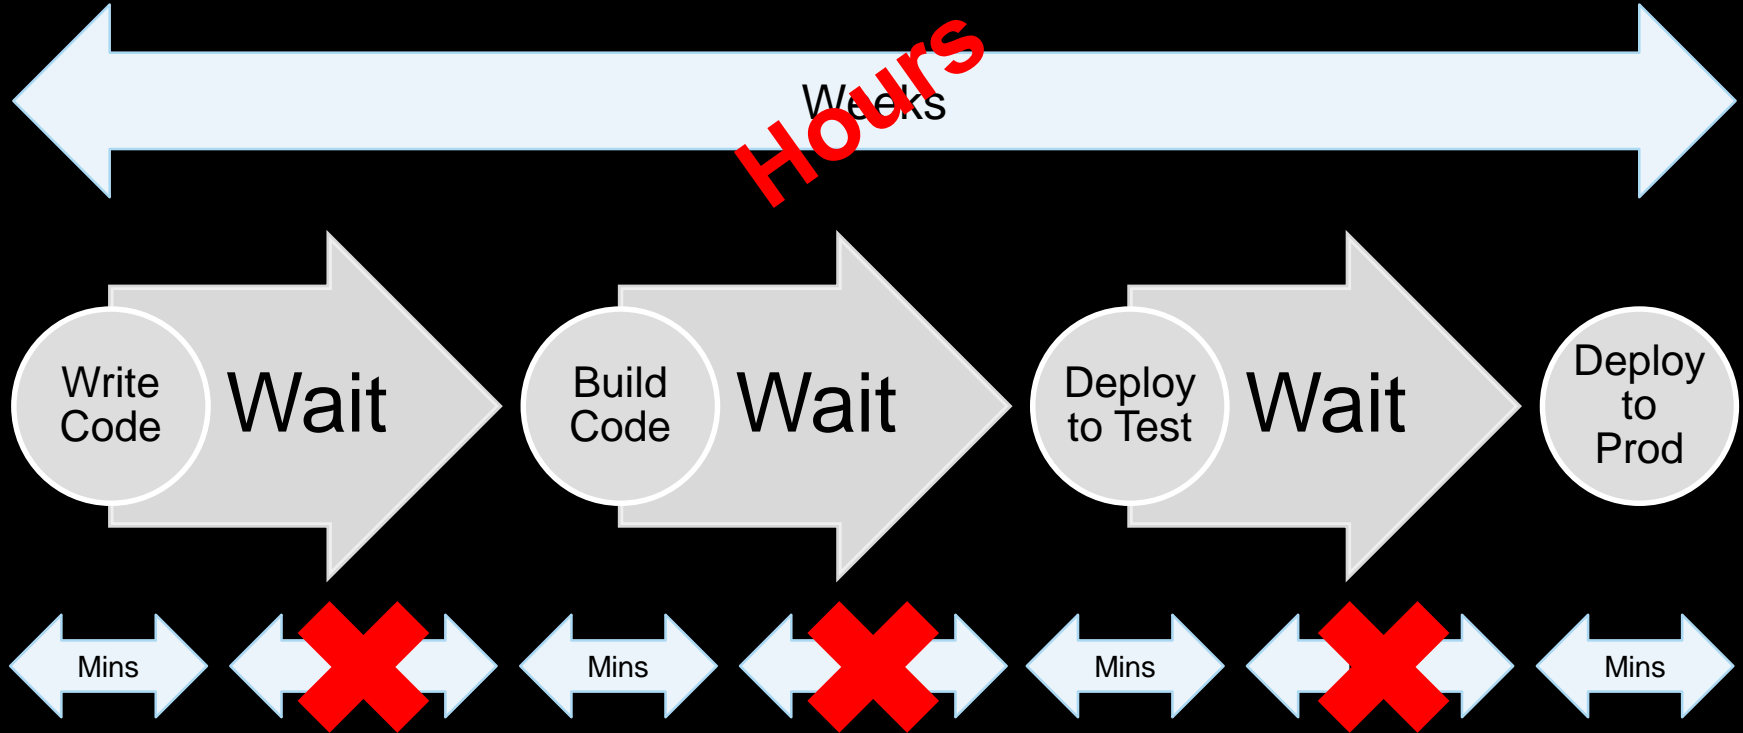 Weeks
Hours
Write
Code
Wait
Build
Code
Wait
Deploy
to Test
Wait
Deploy
to
Prod
Mins
Mins
Mins
Mins